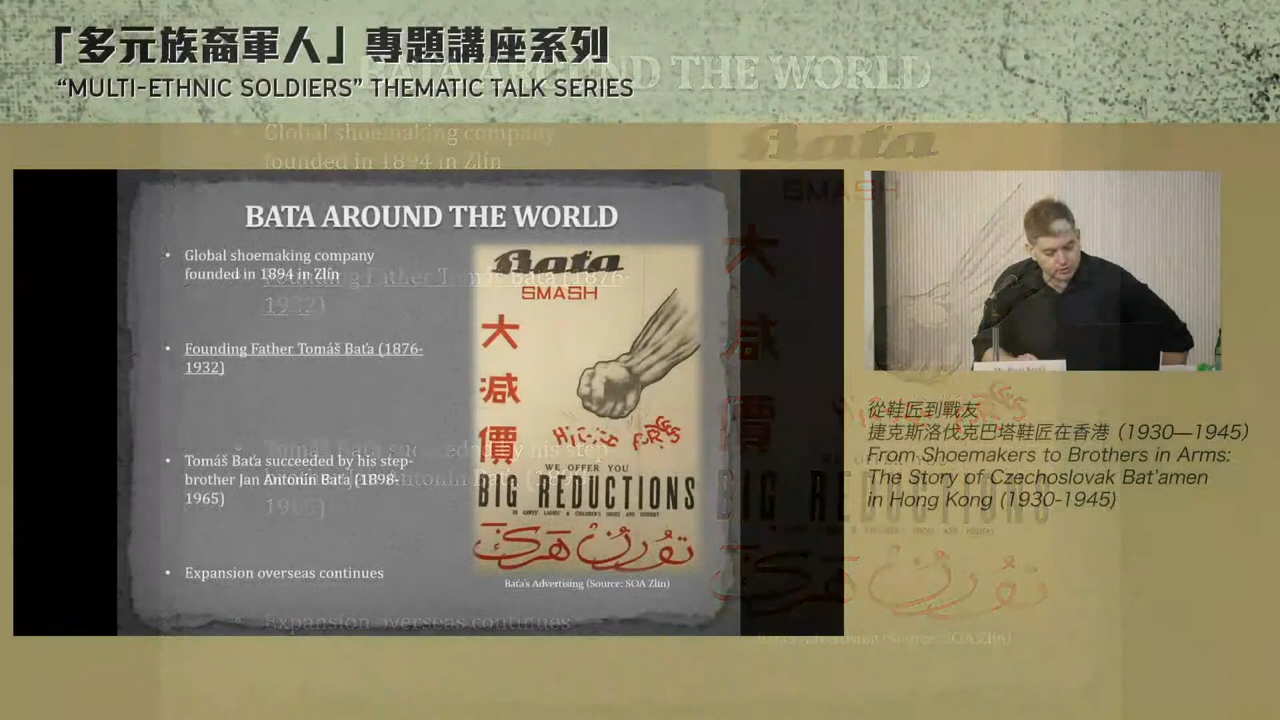 「多元族裔軍人」專題講座系列
“MULTI-ETHNIC SOLDIERS” THEMATIC TALK SERIES
BATA AROUND THE WORLD
• Global shoemaking company
founded in 1894 in Zlín
• Founding Father Tomáš Baťa (1876-
1932)
• Tomáš Baťa succeeded by his step-
brother Jan Antonín Baťa (1898-
1965)
• Expansion overseas continues
Baťa
SMASH
大
減
價
WE OFFER YOU
BIG REDUCTIONS
Baťa's Advertising (Source: SOA Zlín)
從鞋匠到戰友
捷克斯洛伐克巴塔鞋匠在香港 (1930—1945)
From Shoemakers to Brothers in Arms:
The Story of Czechoslovak Bat'amen
in Hong Kong (1930-1945)